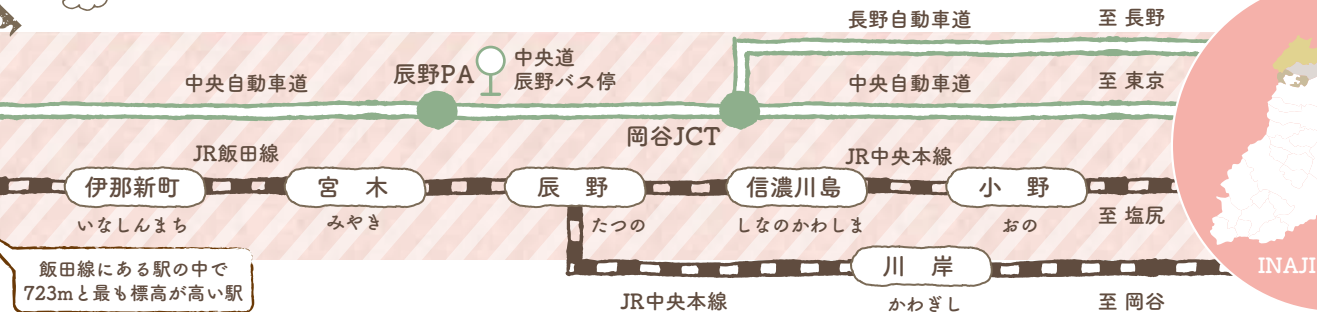 長野自動車道
至 長野
中央自動車道
辰野PA
中央道
辰野バス停
中央自動車道
至 東京
岡谷JCT
JR飯田線
JR中央本線
伊那新町
宮 木
辰 野
信濃川島
小 野
いなしんまち
みやき
たつの
しなのかわしま
おの
至 塩尻
飯田線にある駅の中で
723mと最も標高が高い駅
川 岸
JR中央本線
かわぎし
至 岡谷